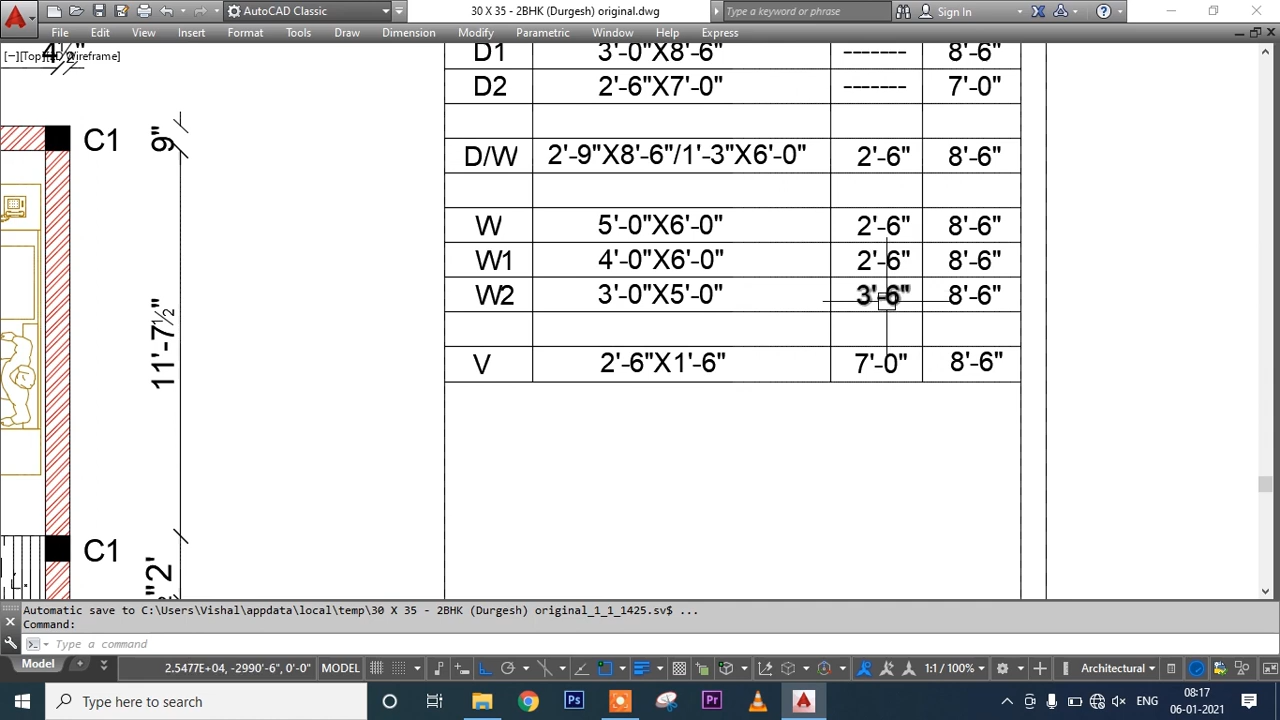 AutoCAD Classic
30 X 35 - 2BHK (Durgesh) original.dwg
Type a keyword or phrase
Sign In
File Edit View Insert Format Tools Draw Dimension Modify Parametric Window Help Express
[−][Top]
Wireframe]
4½"
D1 3'-0"X8'-6" ------- 8'-6"
D2 2'-6"X7'-0" ------- 7'-0"
D/W 2'-9"X8'-6"/1'-3"X6'-0" 2'-6" 8'-6"
W 5'-0"X6'-0" 2'-6" 8'-6"
W1 4'-0"X6'-0" 2'-6" 8'-6"
W2 3'-0"X5'-0" 3'-6" 8'-6"
V 2'-6"X1'-6" 7'-0" 8'-6"
C1
9"
11'-7½"
C1
"2'
Automatic save to C:\Users\Vishal\appdata\local\temp\30 X 35 - 2BHK (Durgesh) original_1_1_1425.sv$ ...
Command:
Type a command
Model
2.5477E+04, -2990'-6", 0'-0" MODEL 1:1 / 100% Architectural
Type here to search
Ps
Pr
ENG
08:17
06-01-2021